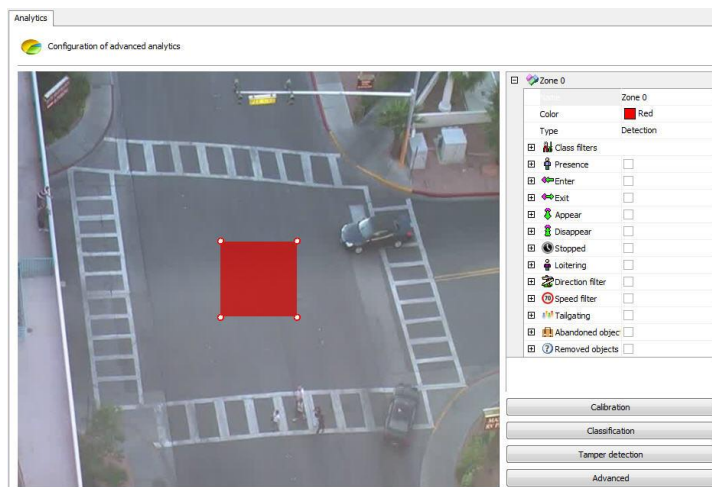 Analytics
Configuration of advanced analytics
Zone 0
Zone 0
Color Red
Type Detection
Class filters
Presence
Enter
Exit
Appear
Disappear
Stopped
Loitering
Direction filter
70 Speed filter
Tailgating
Abandoned objec
? Removed objects
Calibration
Classification
Tamper detection
Advanced